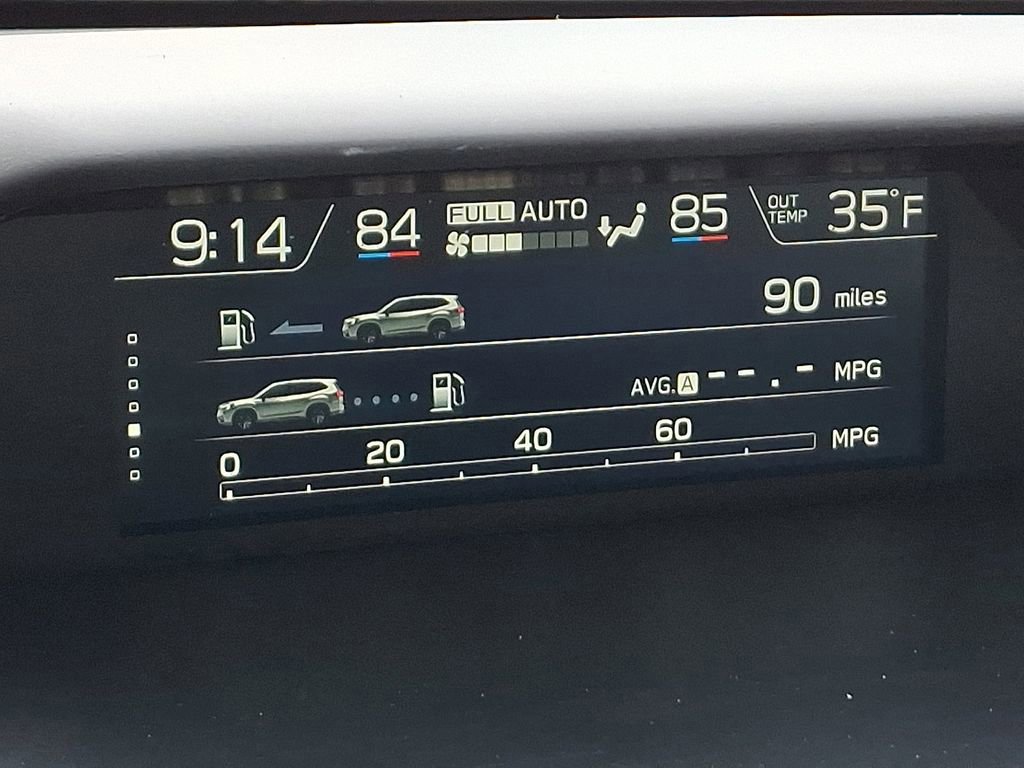 9:14 84 FULL AUTO 85 OUT TEMP 35°F
90 miles
AVG. A --.- MPG
0 20 40 60 MPG